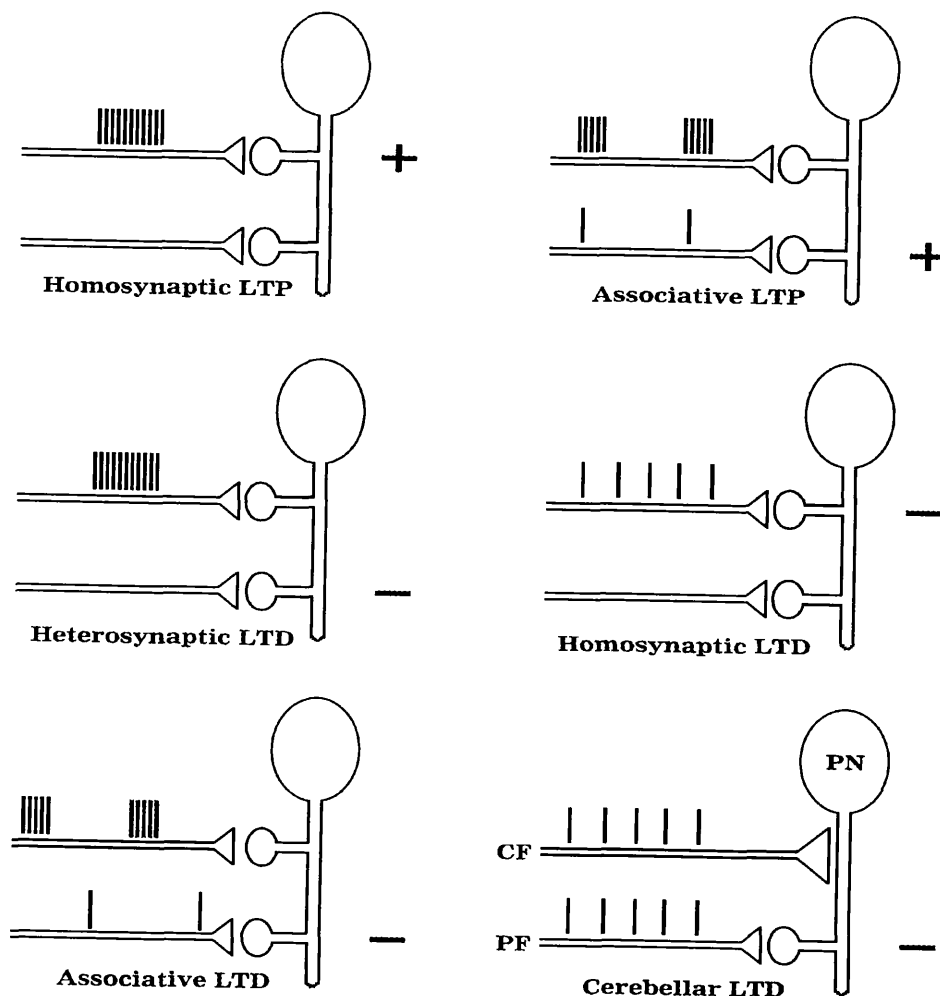 +
+
Homosynaptic LTP
Associative LTP
—
—
Heterosynaptic LTD
Homosynaptic LTD
PN
CF
PF
—
—
Associative LTD
Cerebellar LTD